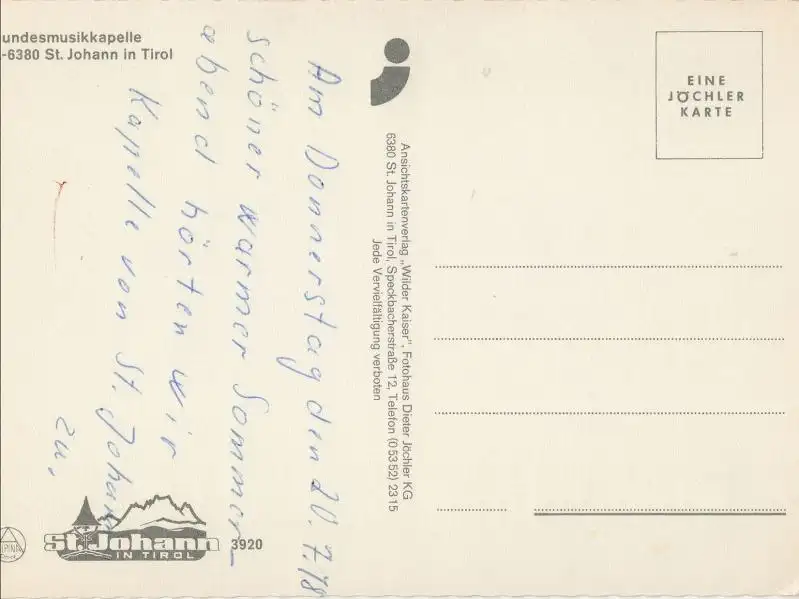 undesmusikkapelle
-6380 St. Johann in Tirol
Am Donnerstag den 20.7.78
schöner warmer Sommer-
abend hörten wir
Kapelle von St. Johann
zu.
Ansichtskartenverlag „Wilder Kaiser", Fotohaus Dieter Jöchler KG
6380 St. Johann in Tirol, Speckbacherstraße 12, Telefon (0 53 52) 2315
Jede Vervielfältigung verboten
EINE
JÖCHLER
KARTE
St. Johann
IN TIROL
3920